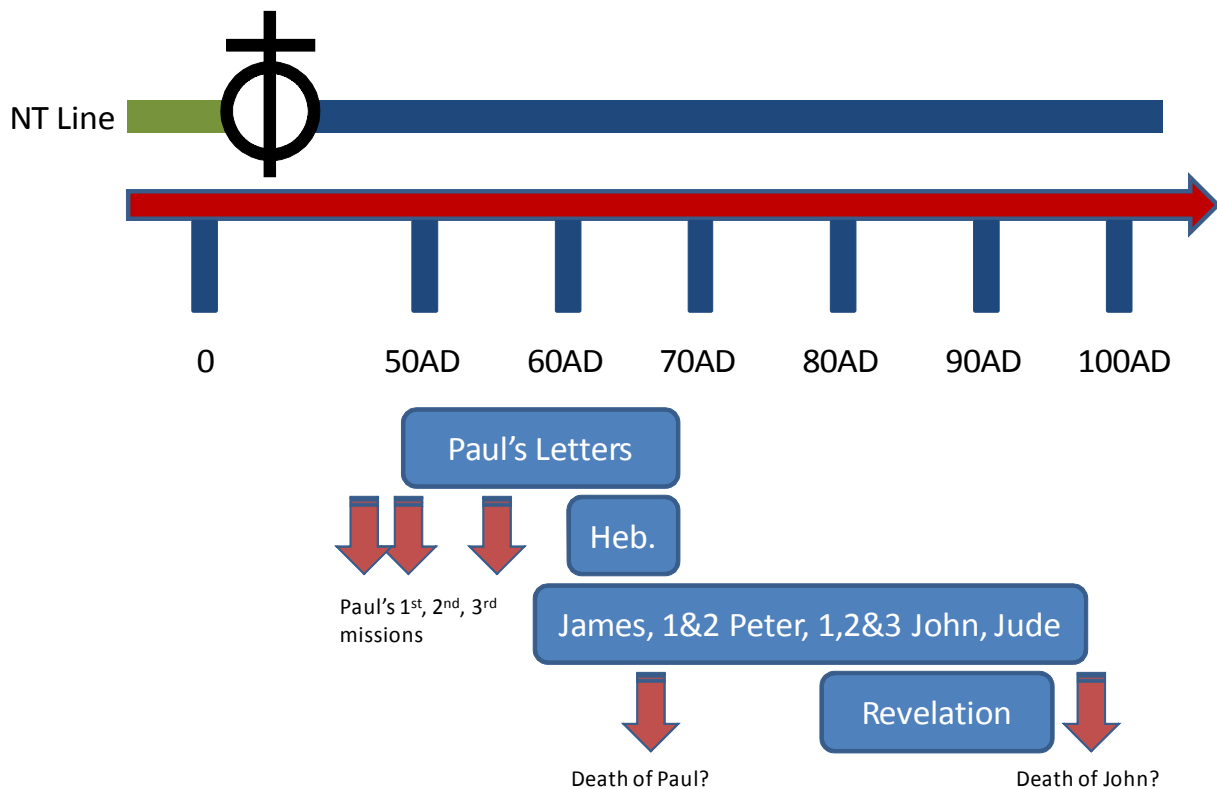 NT Line
0
50AD
60AD
70AD
80AD
90AD
100AD
Paul’s Letters
Heb.
Paul’s 1st, 2nd, 3rd
missions
James, 1&2 Peter, 1,2&3 John, Jude
Revelation
Death of Paul?
Death of John?